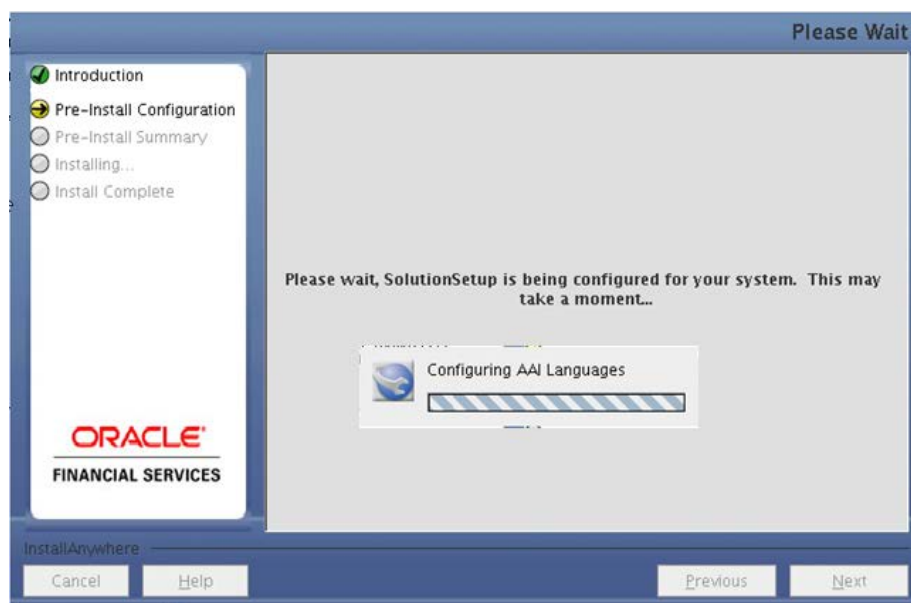 Please Wait
Introduction
Pre-Install Configuration
Pre-Install Summary
Installing...
Install Complete
Please wait, SolutionSetup is being configured for your system. This may
take a moment...
Configuring AAI Languages
ORACLE
FINANCIAL SERVICES
InstallAnywhere
Cancel
Help
Previous
Next